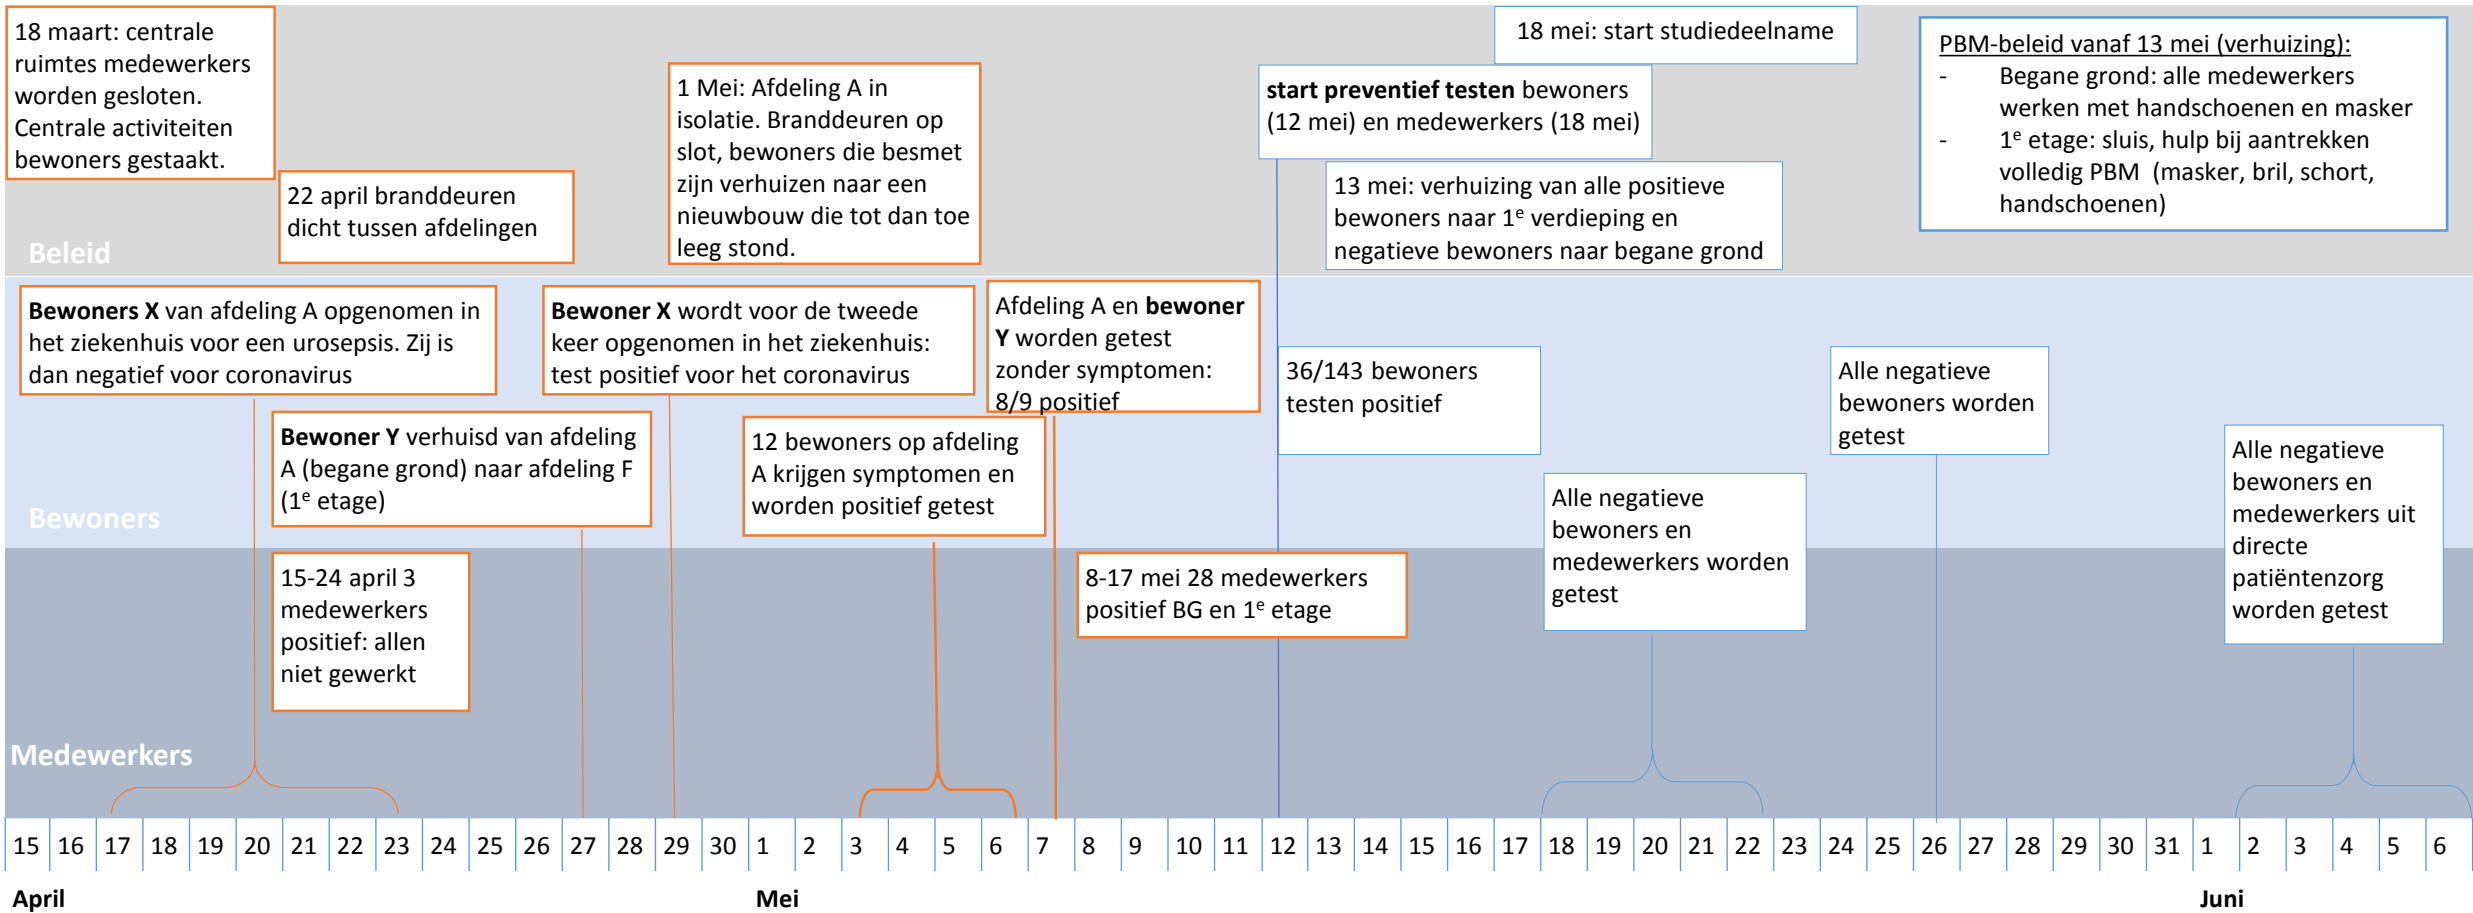 18 maart: centrale
ruimtes medewerkers
worden gesloten.
Centrale activiteiten
bewoners gestaakt.
22 april branddeuren
dicht tussen afdelingen
1 Mei: Afdeling A in
isolatie. Branddeuren op
slot, bewoners die besmet
zijn verhuizen naar een
nieuwbouw die tot dan toe
leeg stond.
18 mei: start studiedeelname
start preventief testen bewoners
(12 mei) en medewerkers (18 mei)
13 mei: verhuizing van alle positieve
bewoners naar 1e verdieping en
negatieve bewoners naar begane grond
PBM-beleid vanaf 13 mei (verhuizing):
- Begane grond: alle medewerkers
werken met handschoenen en masker
- 1e etage: sluis, hulp bij aantrekken
volledig PBM (masker, bril, schort,
handschoenen)
Beleid
Bewoners X van afdeling A opgenomen in
het ziekenhuis voor een urosepsis. Zij is
dan negatief voor coronavirus
Bewoner Y verhuisd van afdeling
A (begane grond) naar afdeling F
(1e etage)
Bewoner X wordt voor de tweede
keer opgenomen in het ziekenhuis:
test positief voor het coronavirus
12 bewoners op afdeling
A krijgen symptomen en
worden positief getest
Afdeling A en bewoner
Y worden getest
zonder symptomen:
8/9 positief
36/143 bewoners
testen positief
Alle negatieve
bewoners en
medewerkers worden
getest
Alle negatieve
bewoners worden
getest
Alle negatieve
bewoners en
medewerkers uit
directe
patiëntenzorg
worden getest
Bewoners
15-24 april 3
medewerkers
positief: allen
niet gewerkt
8-17 mei 28 medewerkers
positief BG en 1e etage
Medewerkers
15 16 17 18 19 20 21 22 23 24 25 26 27 28 29 30 1 2 3 4 5 6 7 8 9 10 11 12 13 14 15 16 17 18 19 20 21 22 23 24 25 26 27 28 29 30 31 1 2 3 4 5 6
April Mei Juni